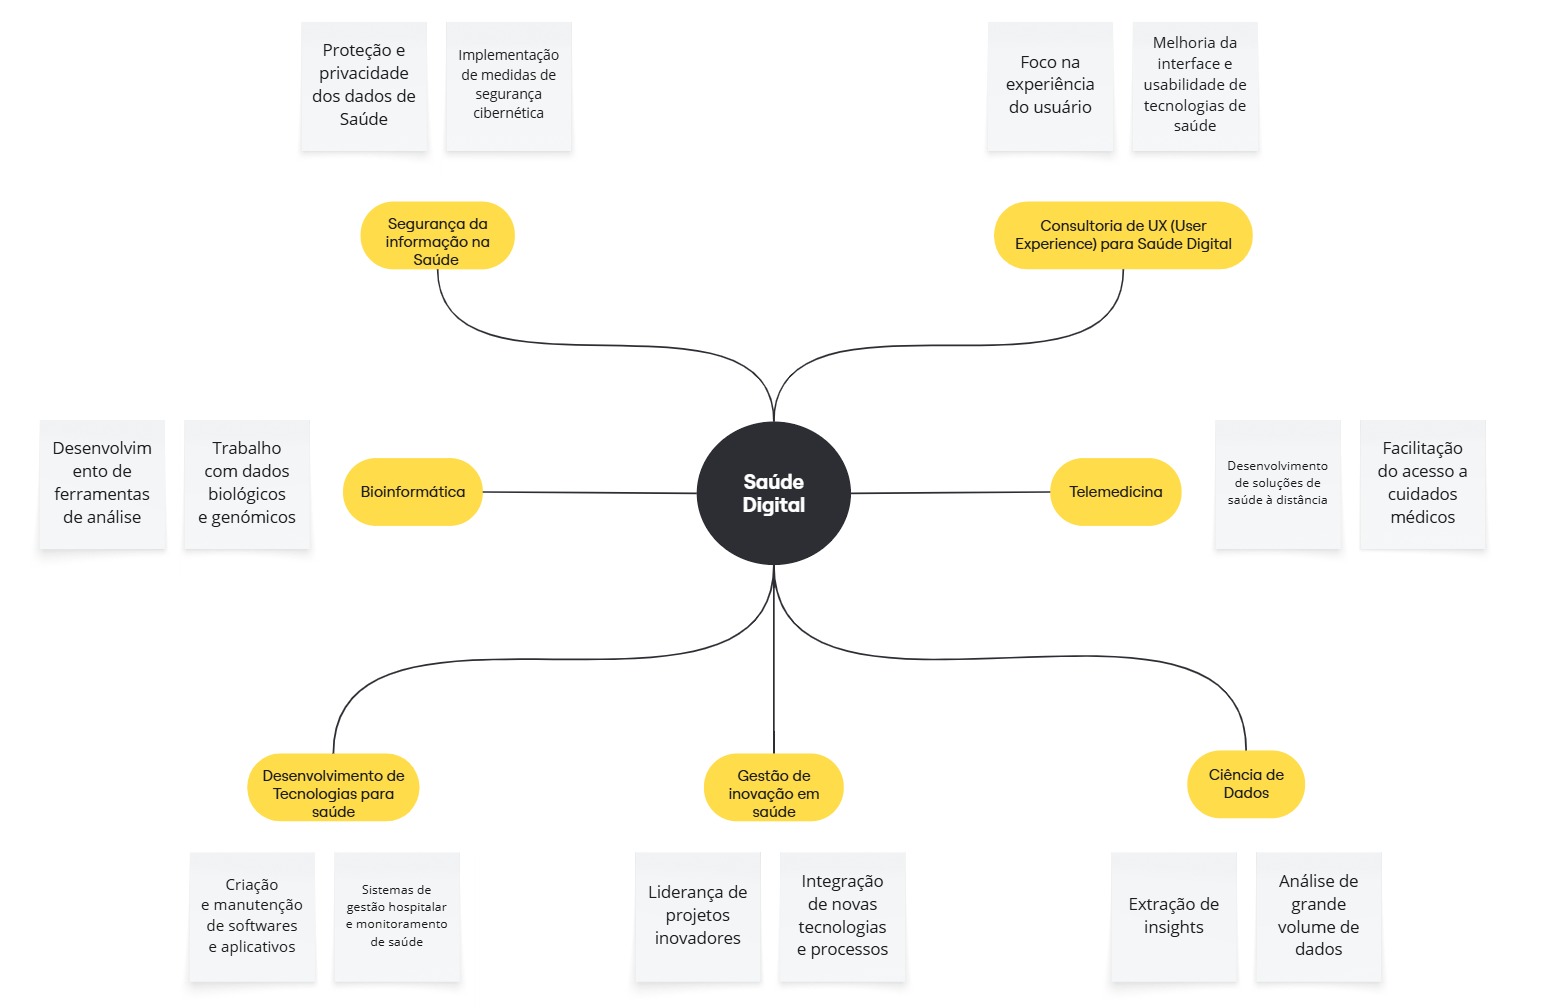 Proteção e
privacidade
dos dados de
Saúde
Implementação
de medidas de
segurança
cibernética
Foco na
experiência
do usuário
Melhoria da
interface e
usabilidade de
tecnologias de
saúde
Segurança da
informação na
Saúde
Consultoria de UX (User
Experience) para Saúde Digital
Desenvolvim
ento de
ferramentas
de análise
Trabalho
com dados
biológicos
e genómicos
Bioinformática
Saúde
Digital
Telemedicina
Desenvolvimento
de soluções de
saúde à distância
Facilitação
do acesso a
cuidados
médicos
Desenvolvimento de
Tecnologias para
saúde
Gestão de
inovação em
saúde
Ciência de
Dados
Criação
e manutenção
de softwares
e aplicativos
Sistemas de
gestão hospitalar
e monitoramento
de saúde
Liderança de
projetos
inovadores
Integração
de novas
tecnologias
e processos
Extração de
insights
Análise de
grande
volume de
dados